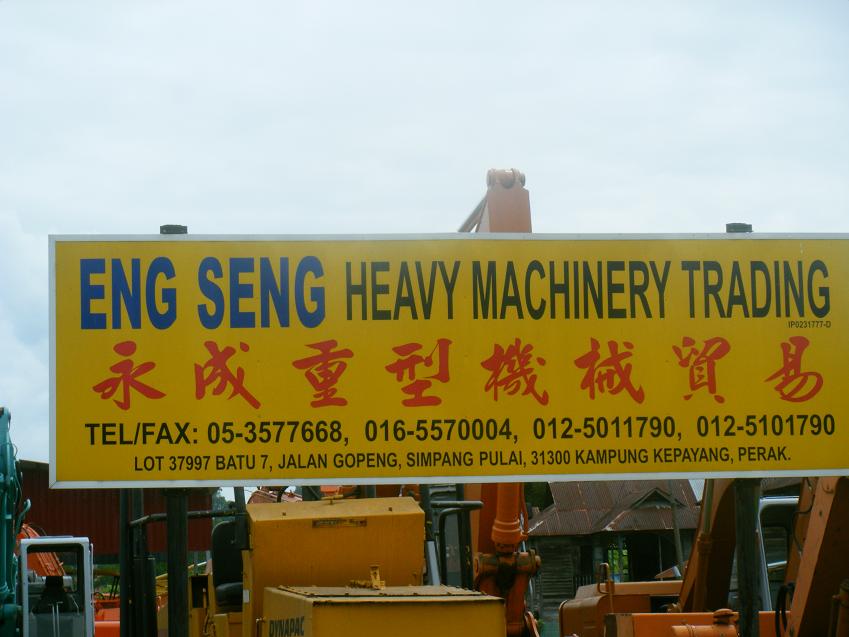 ENG SENG HEAVY MACHINERY TRADING
IP0231777-D
永成重型機械貿易
TEL/FAX: 05-3577668, 016-5570004, 012-5011790, 012-5101790
LOT 37997 BATU 7, JALAN GOPENG, SIMPANG PULAI, 31300 KAMPUNG KEPAYANG, PERAK.
DYNAPAC